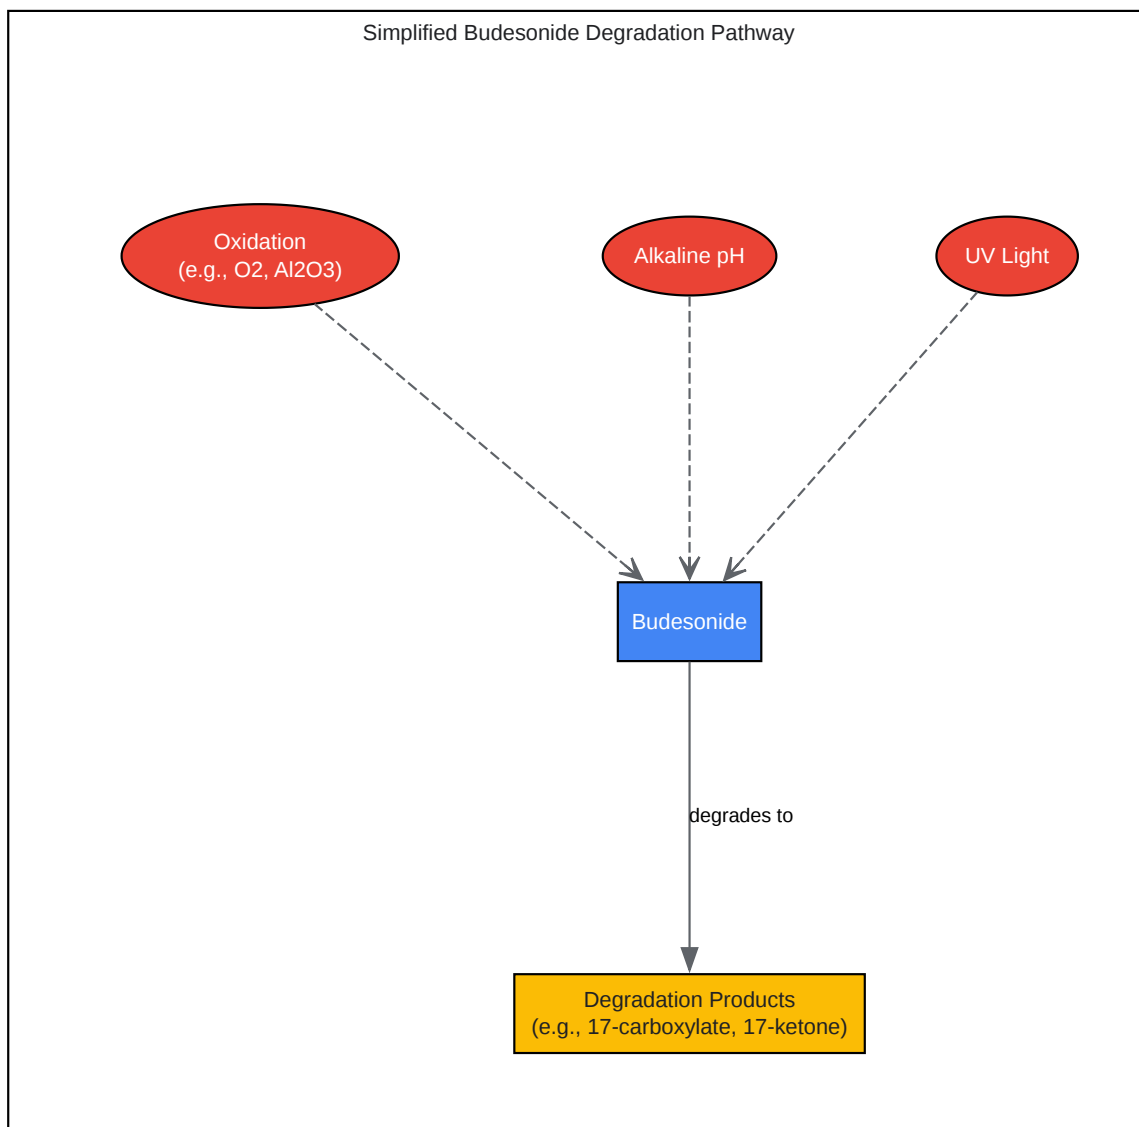 Simplified Budesonide Degradation Pathway
Oxidation
(e.g., O2, Al2O3)
Alkaline pH
UV Light
Budesonide
degrades to
Degradation Products
(e.g., 17-carboxylate, 17-ketone)